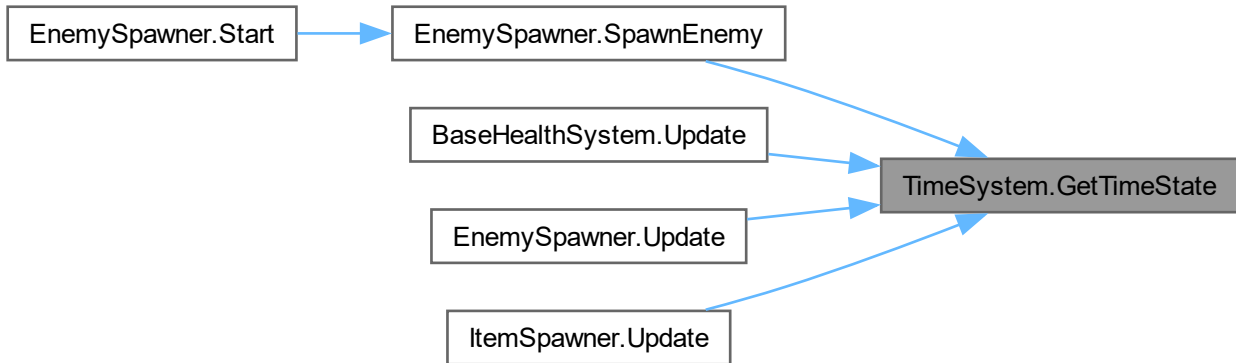 EnemySpawner.Start
EnemySpawner.SpawnEnemy
BaseHealthSystem.Update
TimeSystem.GetTimeState
EnemySpawner.Update
ItemSpawner.Update